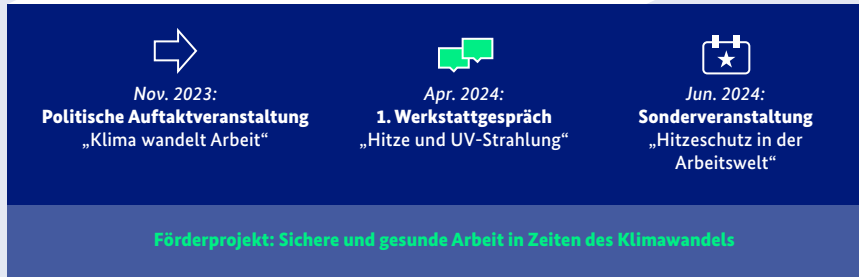 Nov. 2023:
Politische Auftaktveranstaltung
„Klima wandelt Arbeit“
Apr. 2024:
1. Werkstattgespräch
„Hitze und UV-Strahlung“
Jun. 2024:
Sonderveranstaltung
„Hitzeschutz in der
Arbeitswelt“
Förderprojekt: Sichere und gesunde Arbeit in Zeiten des Klimawandels